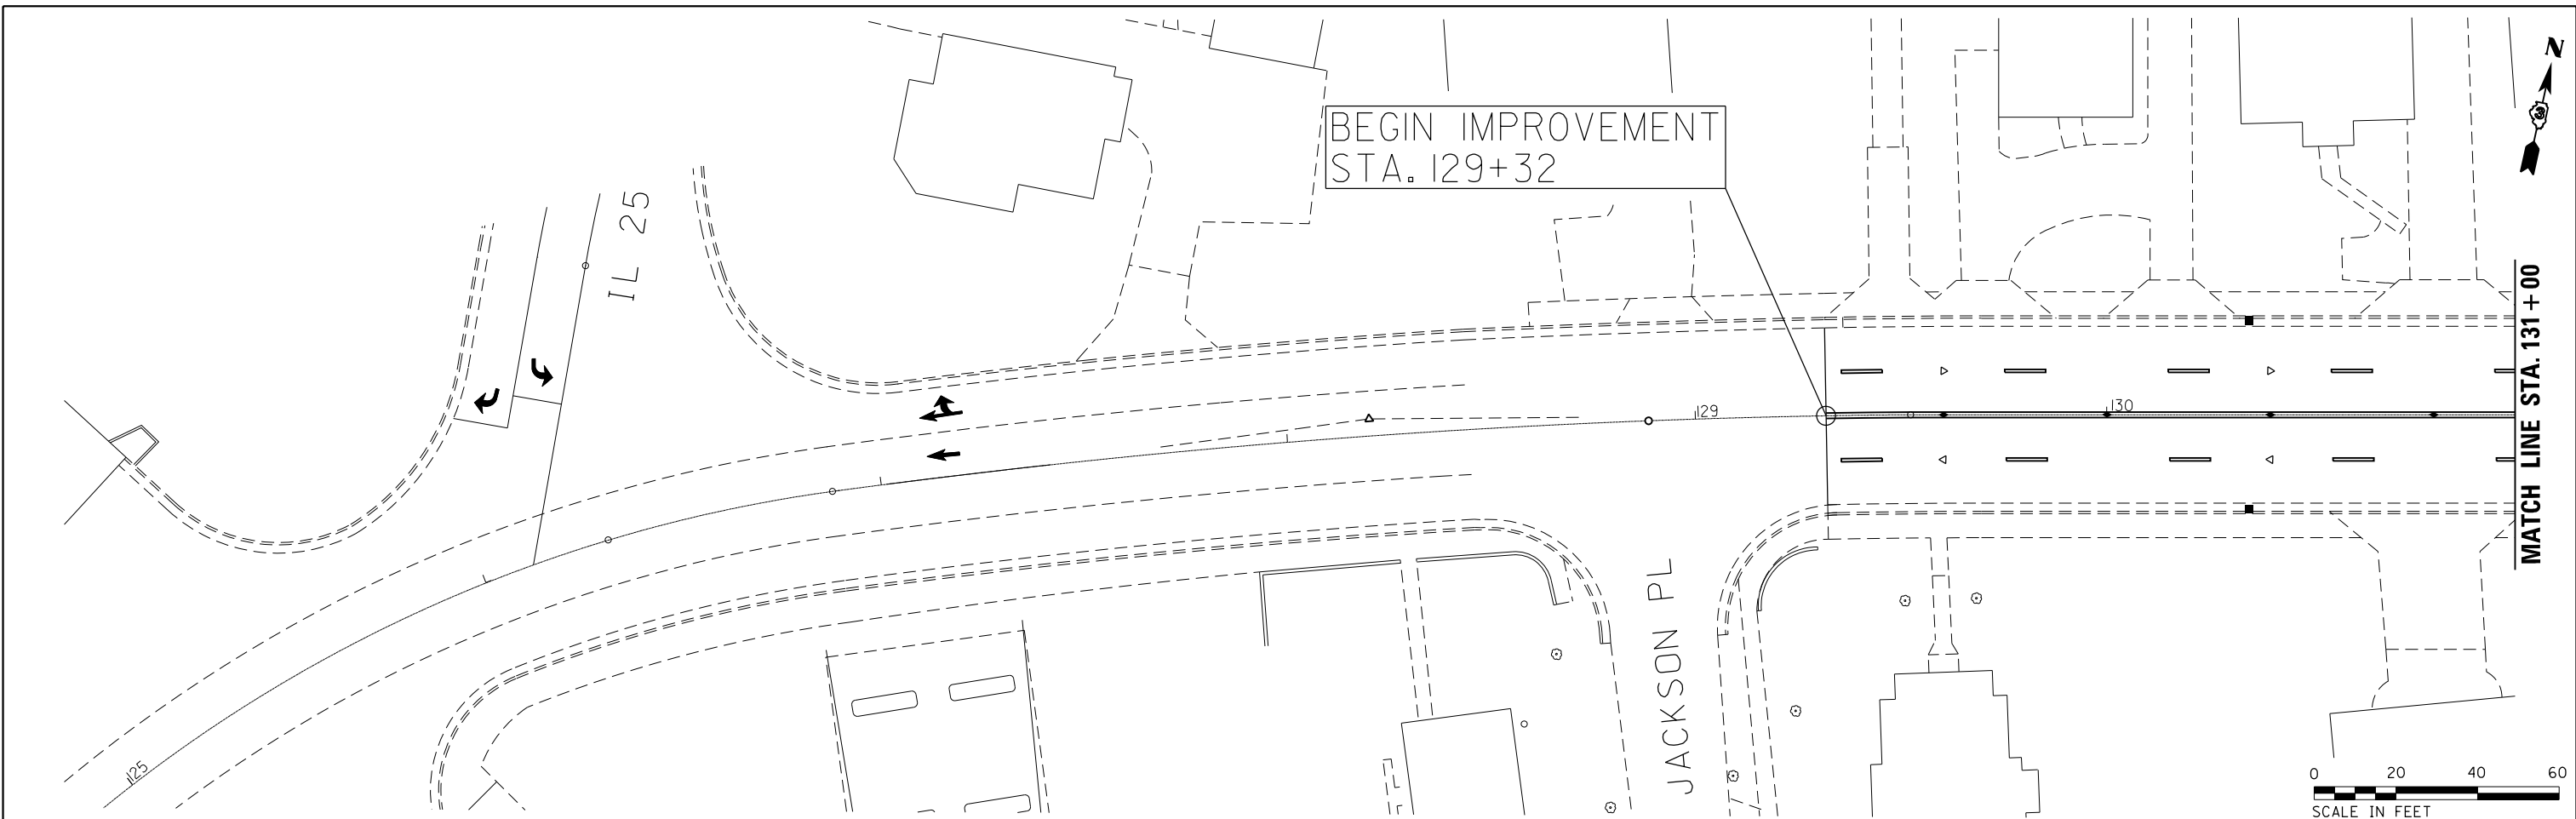 N
3
BEGIN IMPROVEMENT
STA. 129+32
IL 25
MATCH LINE STA. 131+00
129
130
JACKSON PL
125
0 20 40 60
SCALE IN FEET